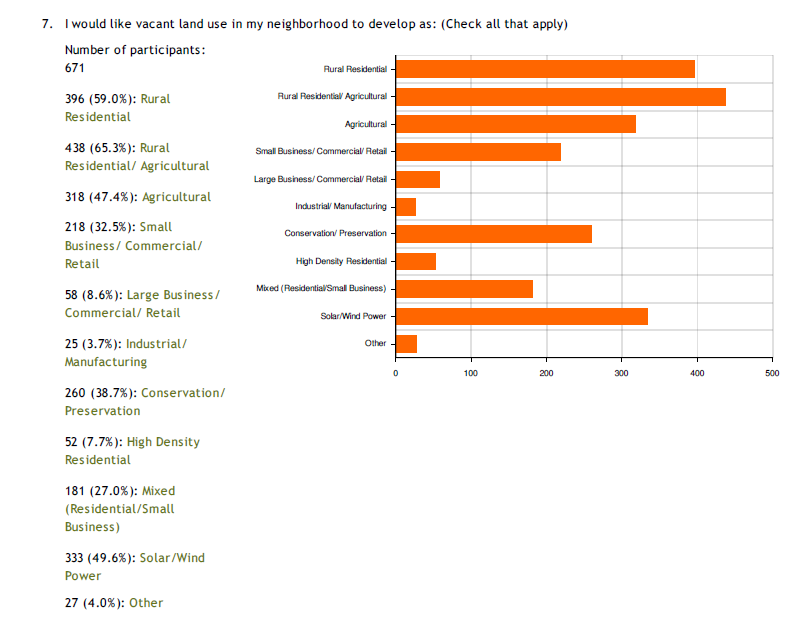 7. I would like vacant land use in my neighborhood to develop as: (Check all that apply)
Number of participants:
671
396 (59.0%): Rural
Residential
438 (65.3%): Rural
Residential/ Agricultural
318 (47.4%): Agricultural
218 (32.5%): Small
Business/ Commercial/
Retail
58 (8.6%): Large Business/
Commercial/ Retail
25 (3.7%): Industrial/
Manufacturing
260 (38.7%): Conservation/
Preservation
52 (7.7%): High Density
Residential
181 (27.0%): Mixed
(Residential/Small
Business)
333 (49.6%): Solar/Wind
Power
27 (4.0%): Other
Rural Residential
Rural Residential/ Agricultural
Agricultural
Small Business/ Commercial/ Retail
Large Business/ Commercial/ Retail
Industrial/ Manufacturing
Conservation/ Preservation
High Density Residential
Mixed (Residential/Small Business)
Solar/Wind Power
Other
0 100 200 300 400 500